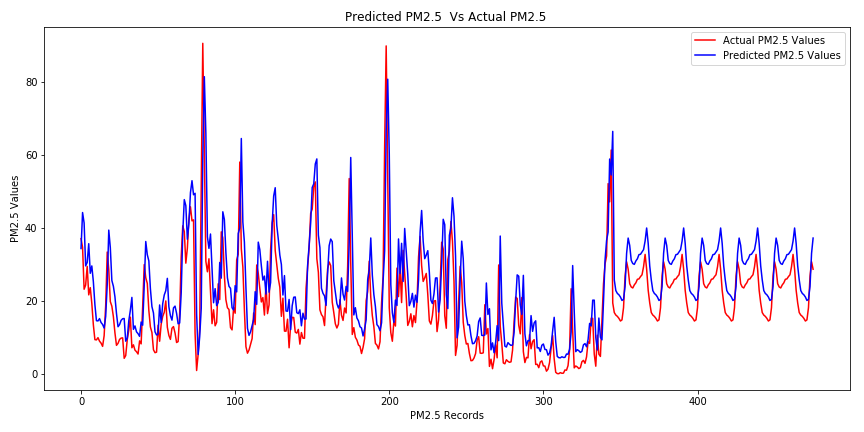 Predicted PM2.5  Vs Actual PM2.5
Actual PM2.5 Values
Predicted PM2.5 Values
PM2.5 Values
80
60
40
20
0
0 100 200 300 400
PM2.5 Records